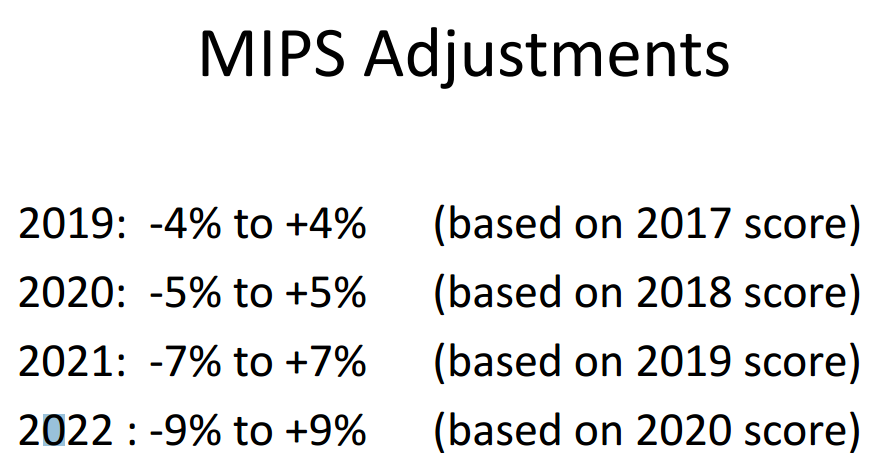 MIPS Adjustments
2019: -4% to +4% (based on 2017 score)
2020: -5% to +5% (based on 2018 score)
2021: -7% to +7% (based on 2019 score)
2022 : -9% to +9% (based on 2020 score)